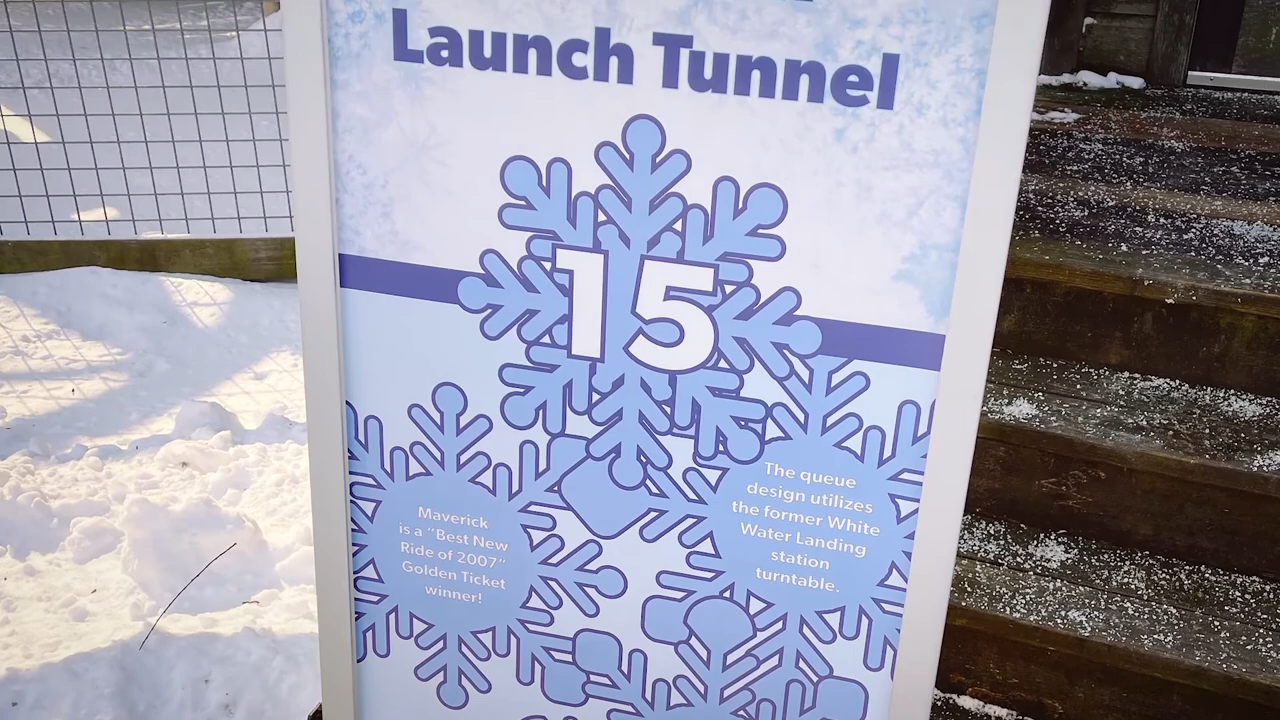 Launch Tunnel
15
The queue
design utilizes
the former White
Water Landing
station
turntable.
Maverick
is a "Best New
Ride of 2007"
Golden Ticket
winner!